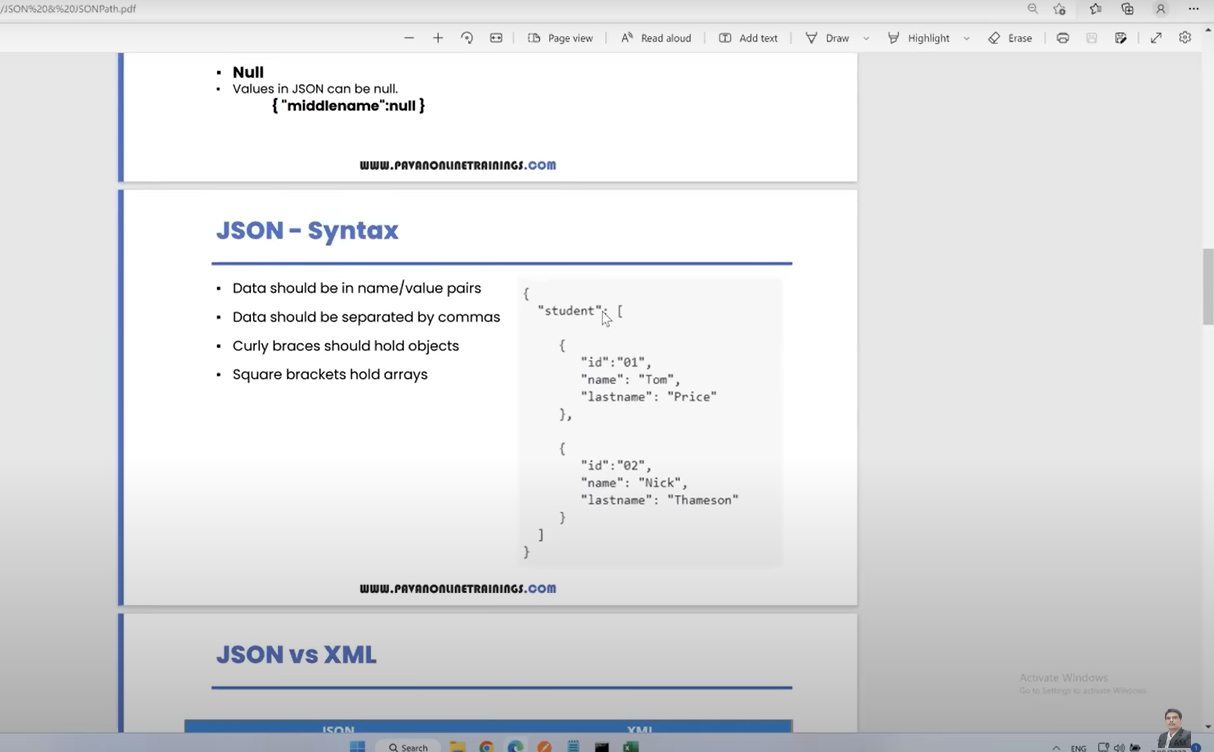 /JSON%20&%20JSONPath.pdf
Page view
Read aloud
Add text
Draw
Highlight
Erase
▪ Null
• Values in JSON can be null.
{ "middlename":null }
WWW.PAVANONLINETRAININGS.COM
JSON - Syntax
• Data should be in name/value pairs
• Data should be separated by commas
• Curly braces should hold objects
• Square brackets hold arrays
{
"student": [
{
"id":"01",
"name": "Tom",
"lastname": "Price"
},
{
"id":"02",
"name": "Nick",
"lastname": "Thameson"
}
]
}
WWW.PAVANONLINETRAININGS.COM
JSON vs XML
JSON
XML
Activate Windows
Go to Settings to activate Windows.
Search
ENG